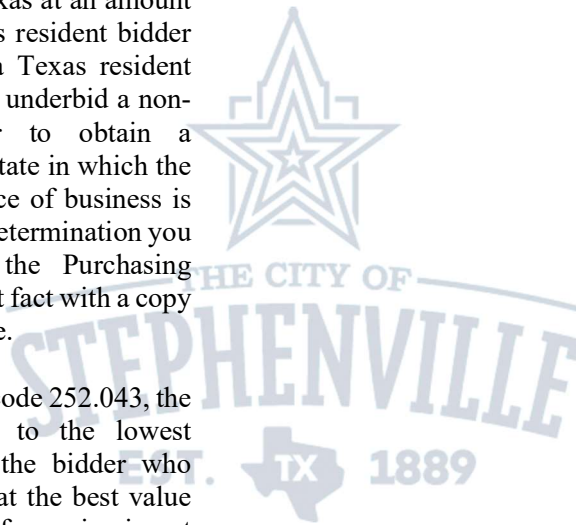 xas at an amount
s resident bidder
a Texas resident
underbid a non-
r to obtain a
tate in which the
ce of business is
etermination you
the Purchasing
t fact with a copy
e.
ode 252.043, the
to the lowest
the bidder who
at the best value
THE CITY OF
STEPHENVILLE
EST. TX 1889